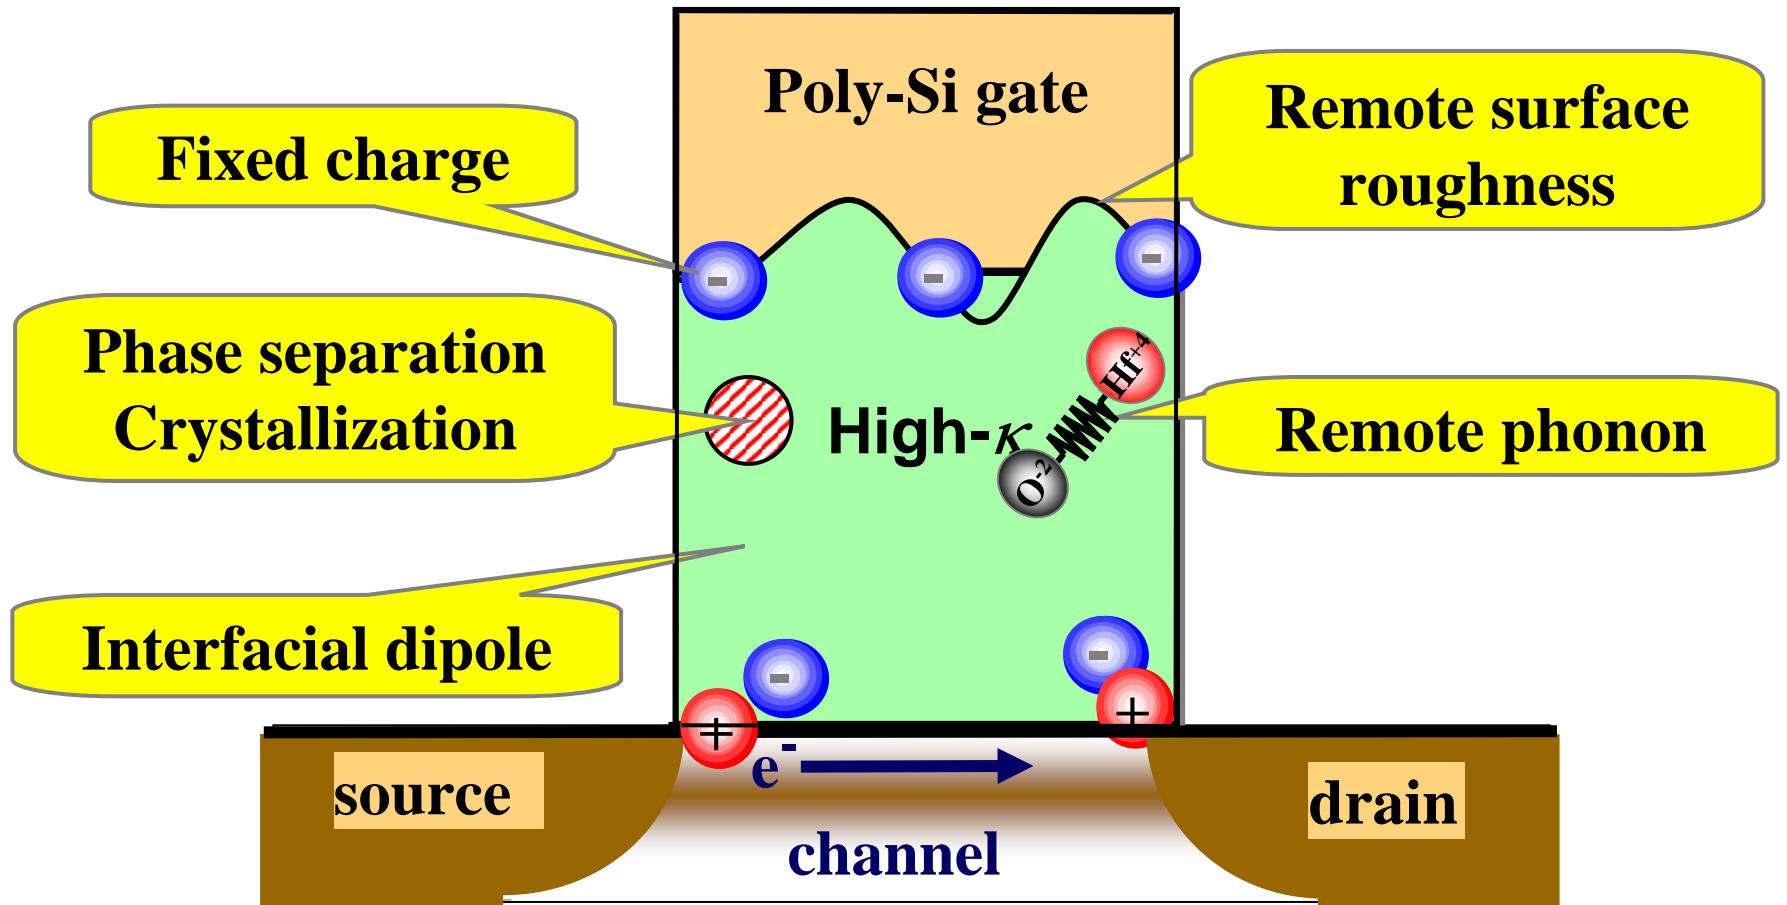 Poly-Si gate
Remote surface
roughness
Fixed charge
-
-
-
Phase separation
Crystallization
Hf+4
High-κ
O-2
Remote phonon
Interfacial dipole
-
-
+
+
e-
source
drain
channel